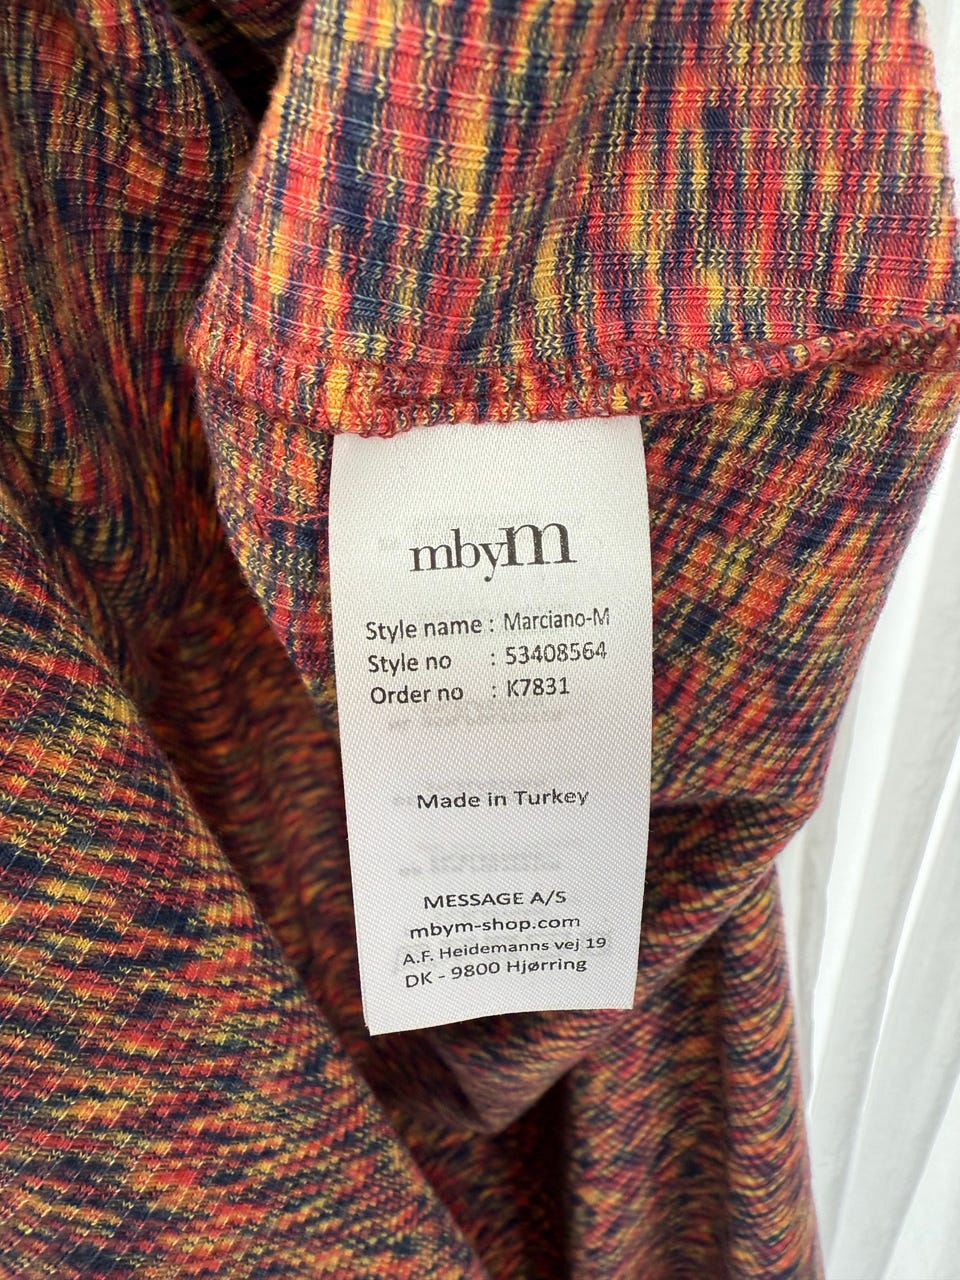 mbyM
Style name : Marciano-M
Style no : 53408564
Order no : K7831
Made in Turkey
MESSAGE A/S
mbym-shop.com
A.F. Heidemanns vej 19
DK - 9800 Hjørring